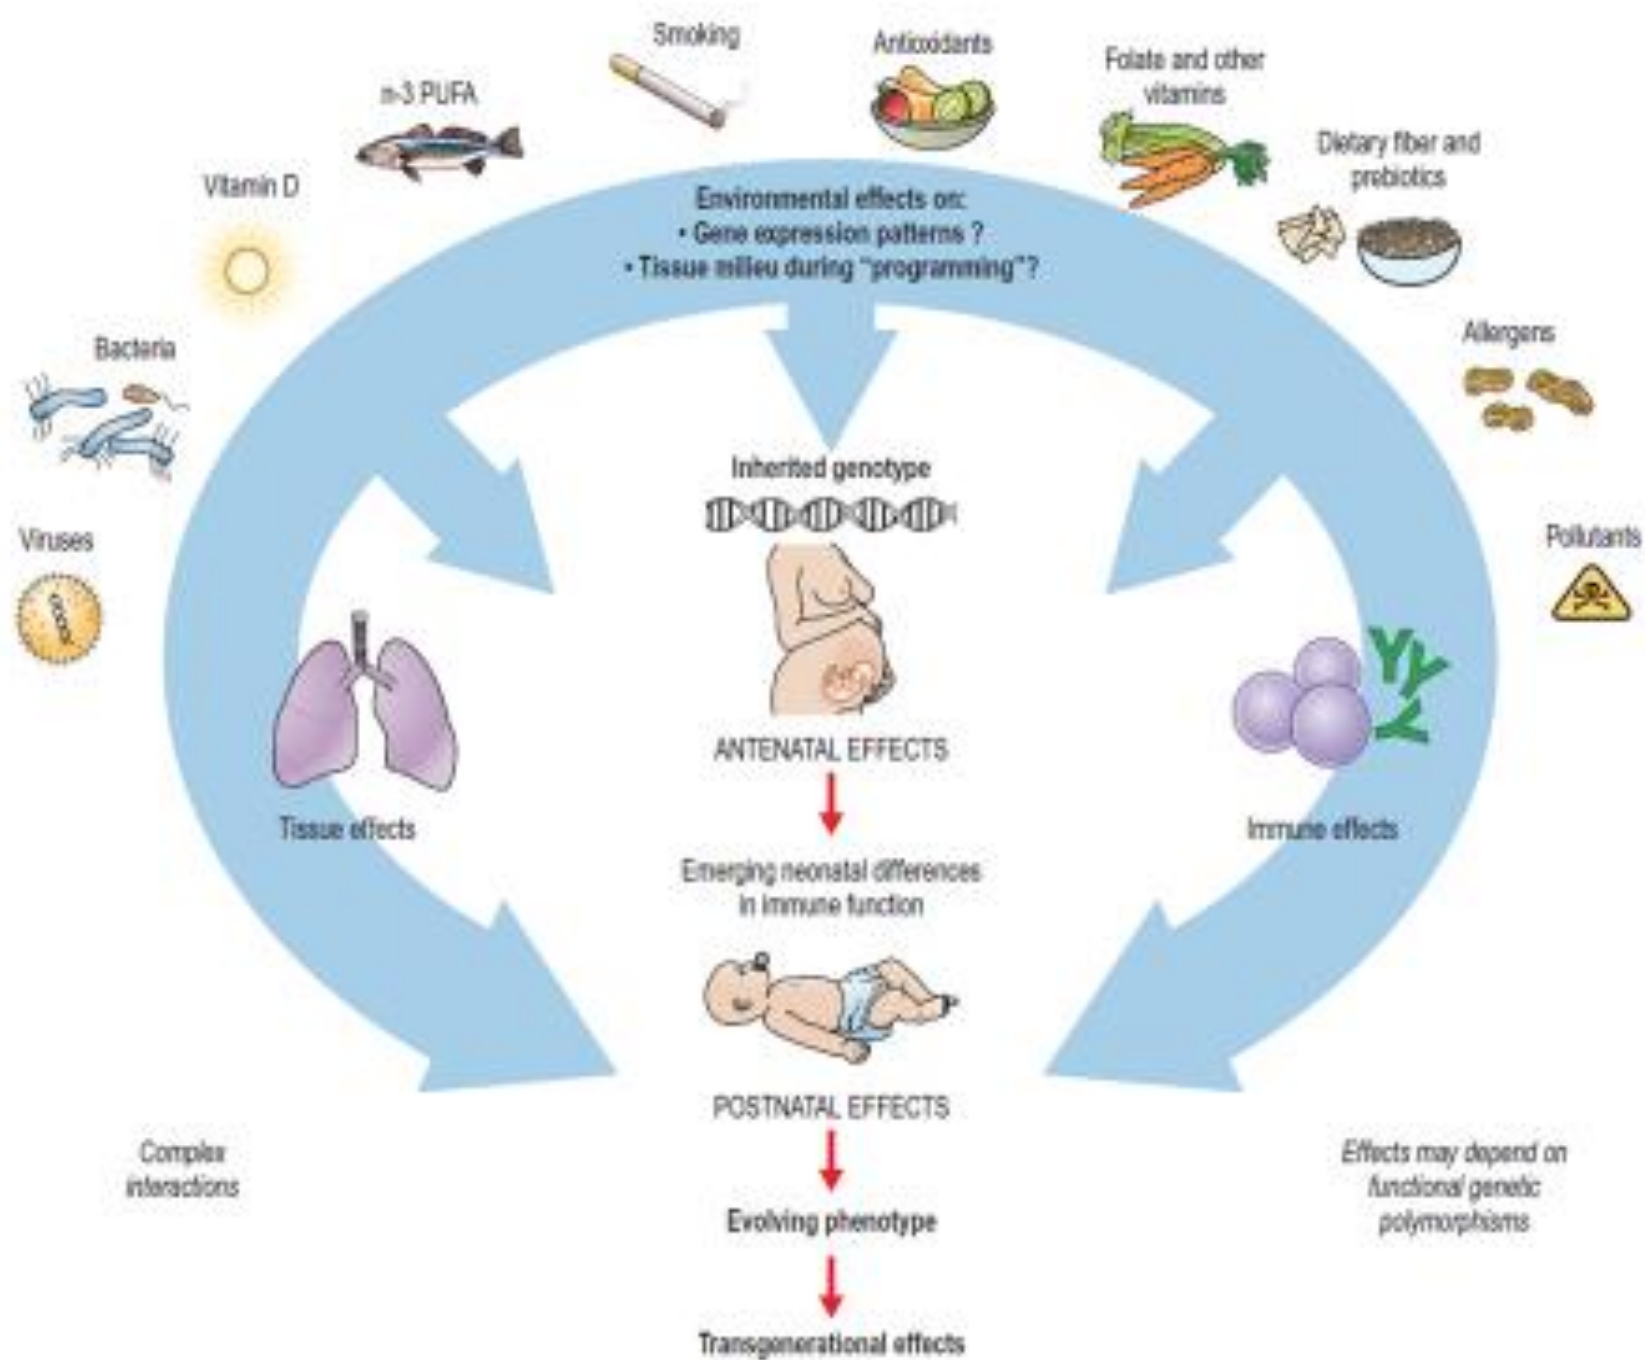 Smoking
Antioxidants
Folate and other
vitamins
n-3 PUFA
Dietary fiber and
prebiotics
Vitamin D
Environmental effects on:
• Gene expression patterns ?
• Tissue milieu during “programming”?
Bacteria
Allergens
Inherited genotype
Viruses
Pollutants
ANTENATAL EFFECTS
Tissue effects
Immune effects
Emerging neonatal differences
in immune function
POSTNATAL EFFECTS
Complex
interactions
Effects may depend on
functional genetic
polymorphisms
Evolving phenotype
Transgenerational effects